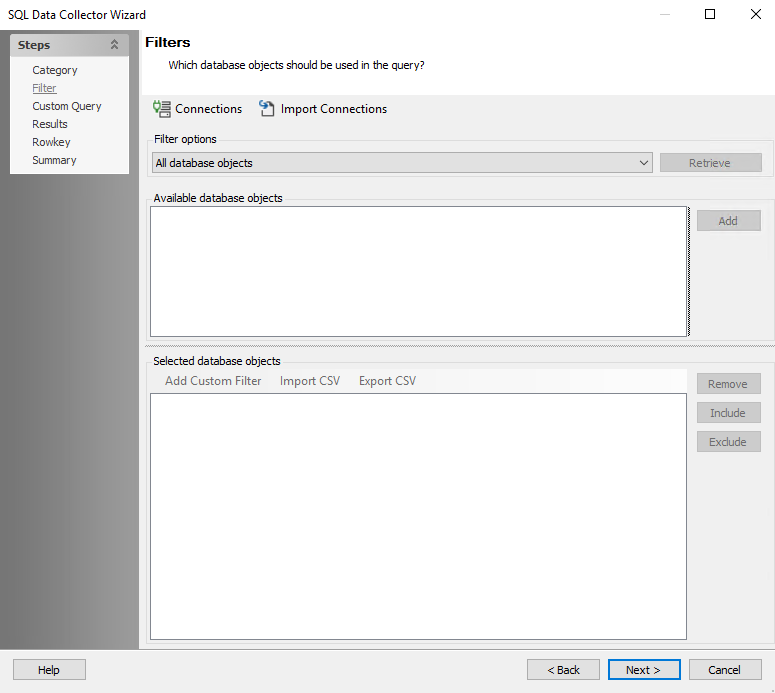 SQL Data Collector Wizard
Steps
Category
Filter
Custom Query
Results
Rowkey
Summary
Filters
Which database objects should be used in the query?
Connections Import Connections
Filter options
All database objects Retrieve
Available database objects
Add
Selected database objects
Add Custom Filter Import CSV Export CSV
Remove
Include
Exclude
Help < Back Next > Cancel